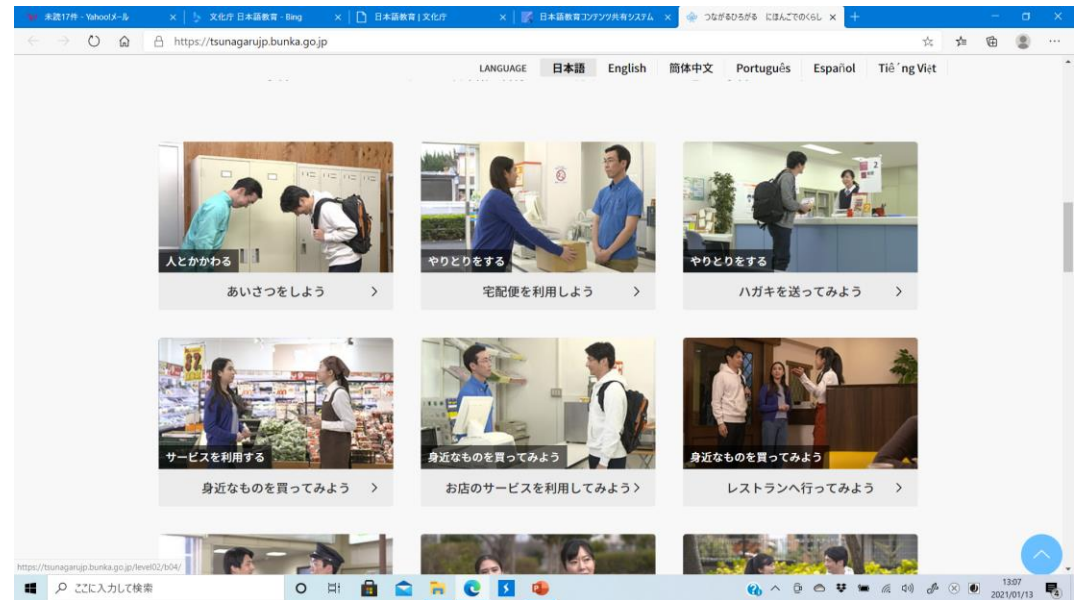 未読17件 - Yahoo!メール
文化庁 日本語教育 - Bing
日本語教育 | 文化庁
日本語教育コンテンツ共有システム
つながるひろがる にほんごでのくらし
https://tsunagarujp.bunka.go.jp
LANGUAGE 日本語 English 简体中文 Português Español Tiếng Việt
人とかかわる
やりとりをする
やりとりをする
あいさつをしよう
宅配便を利用しよう
ハガキを送ってみよう
2
サービスを利用する
身近なものを買ってみよう
身近なものを買ってみよう
身近なものを買ってみよう
お店のサービスを利用してみよう
レストランへ行ってみよう
https://tsunagarujp.bunka.go.jp/level02/b04/
ここに入力して検索
13:07
2021/01/13
4